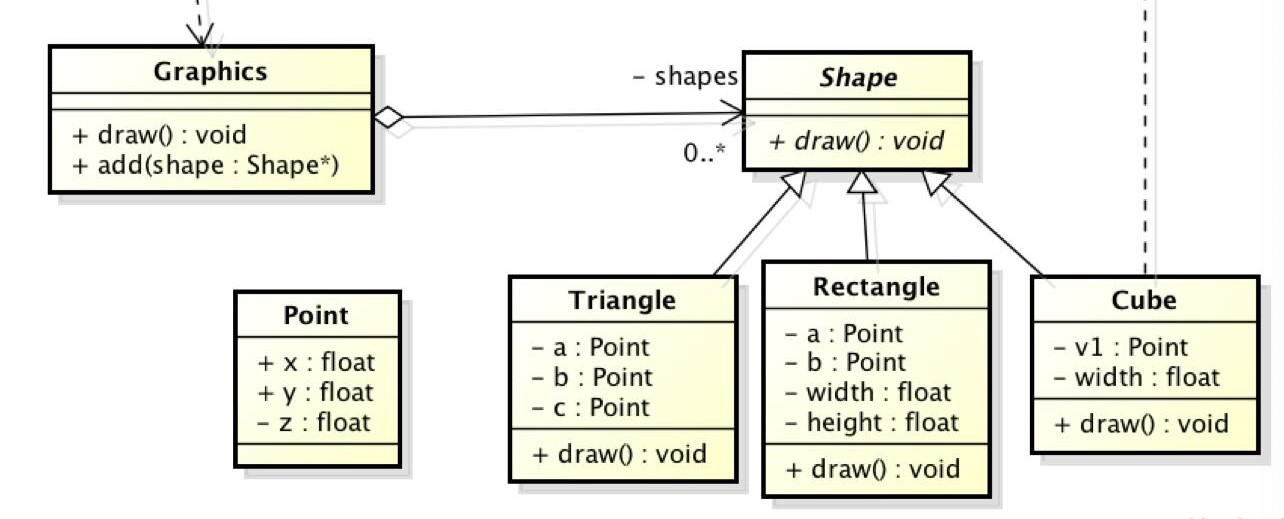 Graphics
+ draw() : void
+ add(shape : Shape*)
- shapes
0..*
Shape
+ draw() : void
Point
+ x : float
+ y : float
- z : float
Triangle
- a : Point
- b : Point
- c : Point
+ draw() : void
Rectangle
- a : Point
- b : Point
- width : float
- height : float
+ draw() : void
Cube
- v1 : Point
- width : float
+ draw() : void